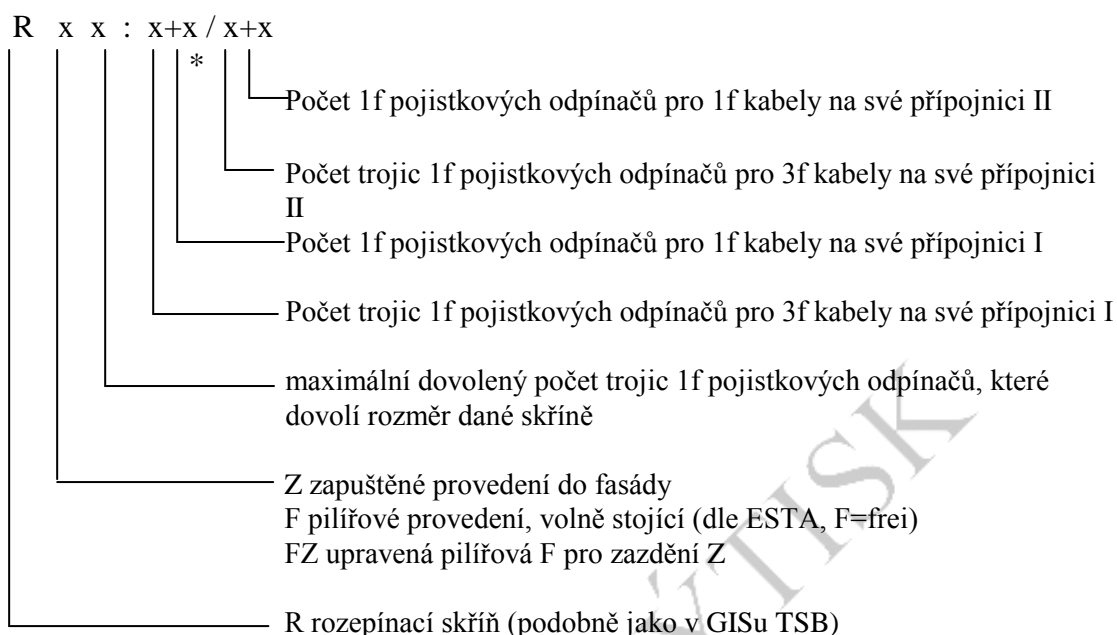 R x x : x+x / x+x
*
Počet 1f pojistkových odpínačů pro 1f kabely na své přípojnici II
Počet trojic 1f pojistkových odpínačů pro 3f kabely na své přípojnici
II
Počet 1f pojistkových odpínačů pro 1f kabely na své přípojnici I
Počet trojic 1f pojistkových odpínačů pro 3f kabely na své přípojnici I
maximální dovolený počet trojic 1f pojistkových odpínačů, které
dovolí rozměr dané skříně
Z zapuštěné provedení do fasády
F pilířové provedení, volně stojící (dle ESTA, F=frei)
FZ upravená pilířová F pro zazdění Z
R rozepínací skříň (podobně jako v GISu TSB)
VÝTISK